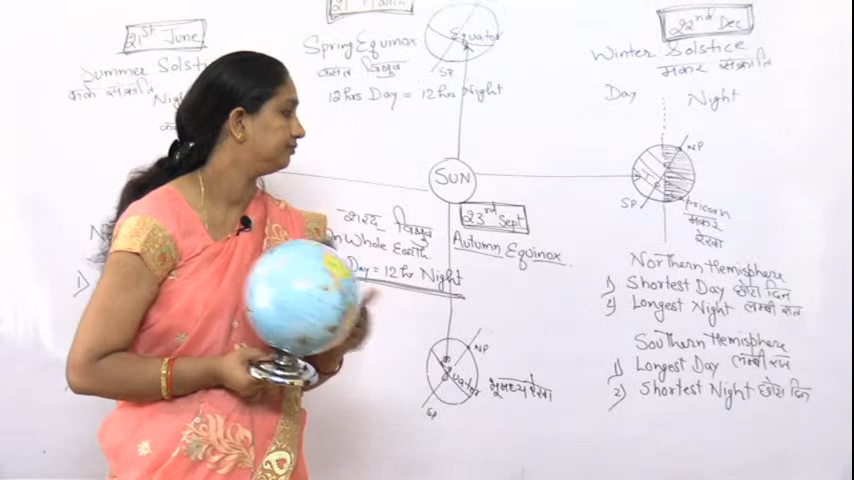 21st June
Summer Solsti
कर्क संक्रांति
Night
21 March
Spring Equinox
वसंत विषुव
12 hrs Day = 12 hrs Night
Equator
SP
22nd Dec
Winter Solstice
मकर संक्रांति
Day Night
NP
SP
pricorn
मकर
रेखा
SUN
23rd Sept
Autumn Equinox
शरद विषुव
on Whole Earth
Day = 12 hr Night
1)
NP
Equator
SP
भूमध्य रेखा
Northern Hemisphere
1) Shortest Day छोटा दिन
2) Longest Night लम्बी रात
Southern Hemisphere
1) Longest Day
2) Shortest Night छोटा दिन